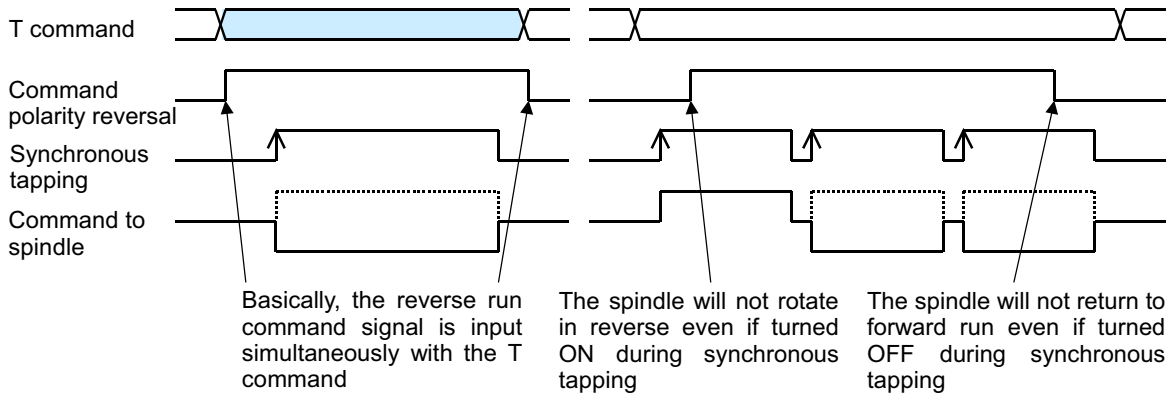 T command
Command
polarity reversal
Synchronous
tapping
Command to
spindle
Basically, the reverse run
command signal is input
simultaneously with the T
command
The spindle will not rotate
in reverse even if turned
ON during synchronous
tapping
The spindle will not return to
forward run even if turned
OFF during synchronous
tapping